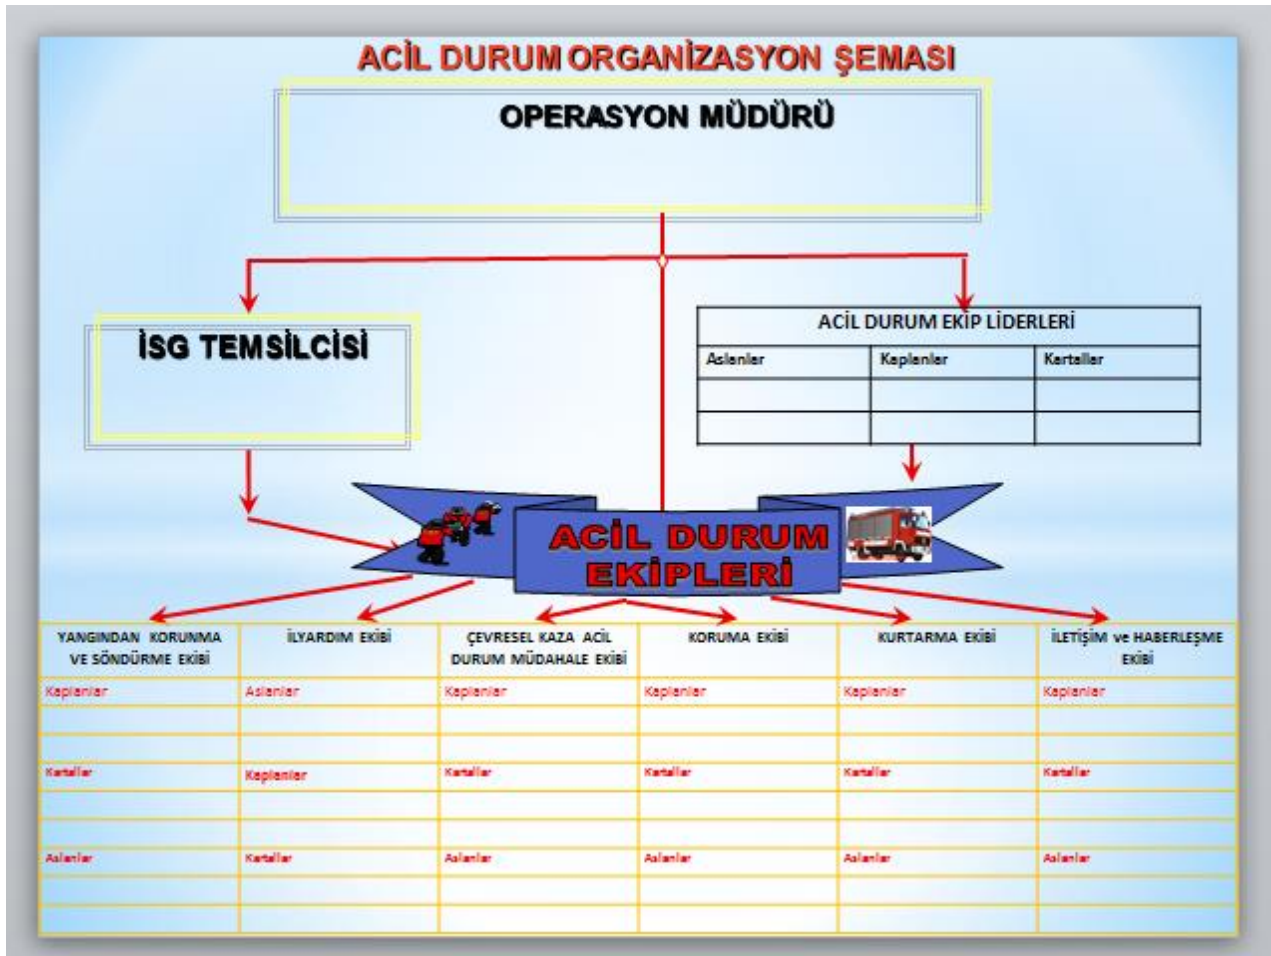 ACİL DURUM ORGANİZASYON ŞEMASI
OPERASYON MÜDÜRÜ
İSG TEMSİLCİSİ
ACİL DURUM EKİP LİDERLERİ
Aslanlar Kaplanlar Kartallar
ACİL DURUM
EKİPLERİ
YANGINDAN KORUNMA
VE SÖNDÜRME EKİBİ
İLYARDIM EKİBİ
ÇEVRESEL KAZA ACİL
DURUM MÜDAHALE EKİBİ
KORUMA EKİBİ
KURTARMA EKİBİ
İLETİŞİM ve HABERLEŞME
EKİBİ
Kaplanlar Aslanlar Kaplanlar Kaplanlar Kaplanlar Kaplanlar
Kartallar Kaplanlar Kartallar Kartallar Kartallar Kartallar
Aslanlar Kartallar Aslanlar Aslanlar Aslanlar Aslanlar